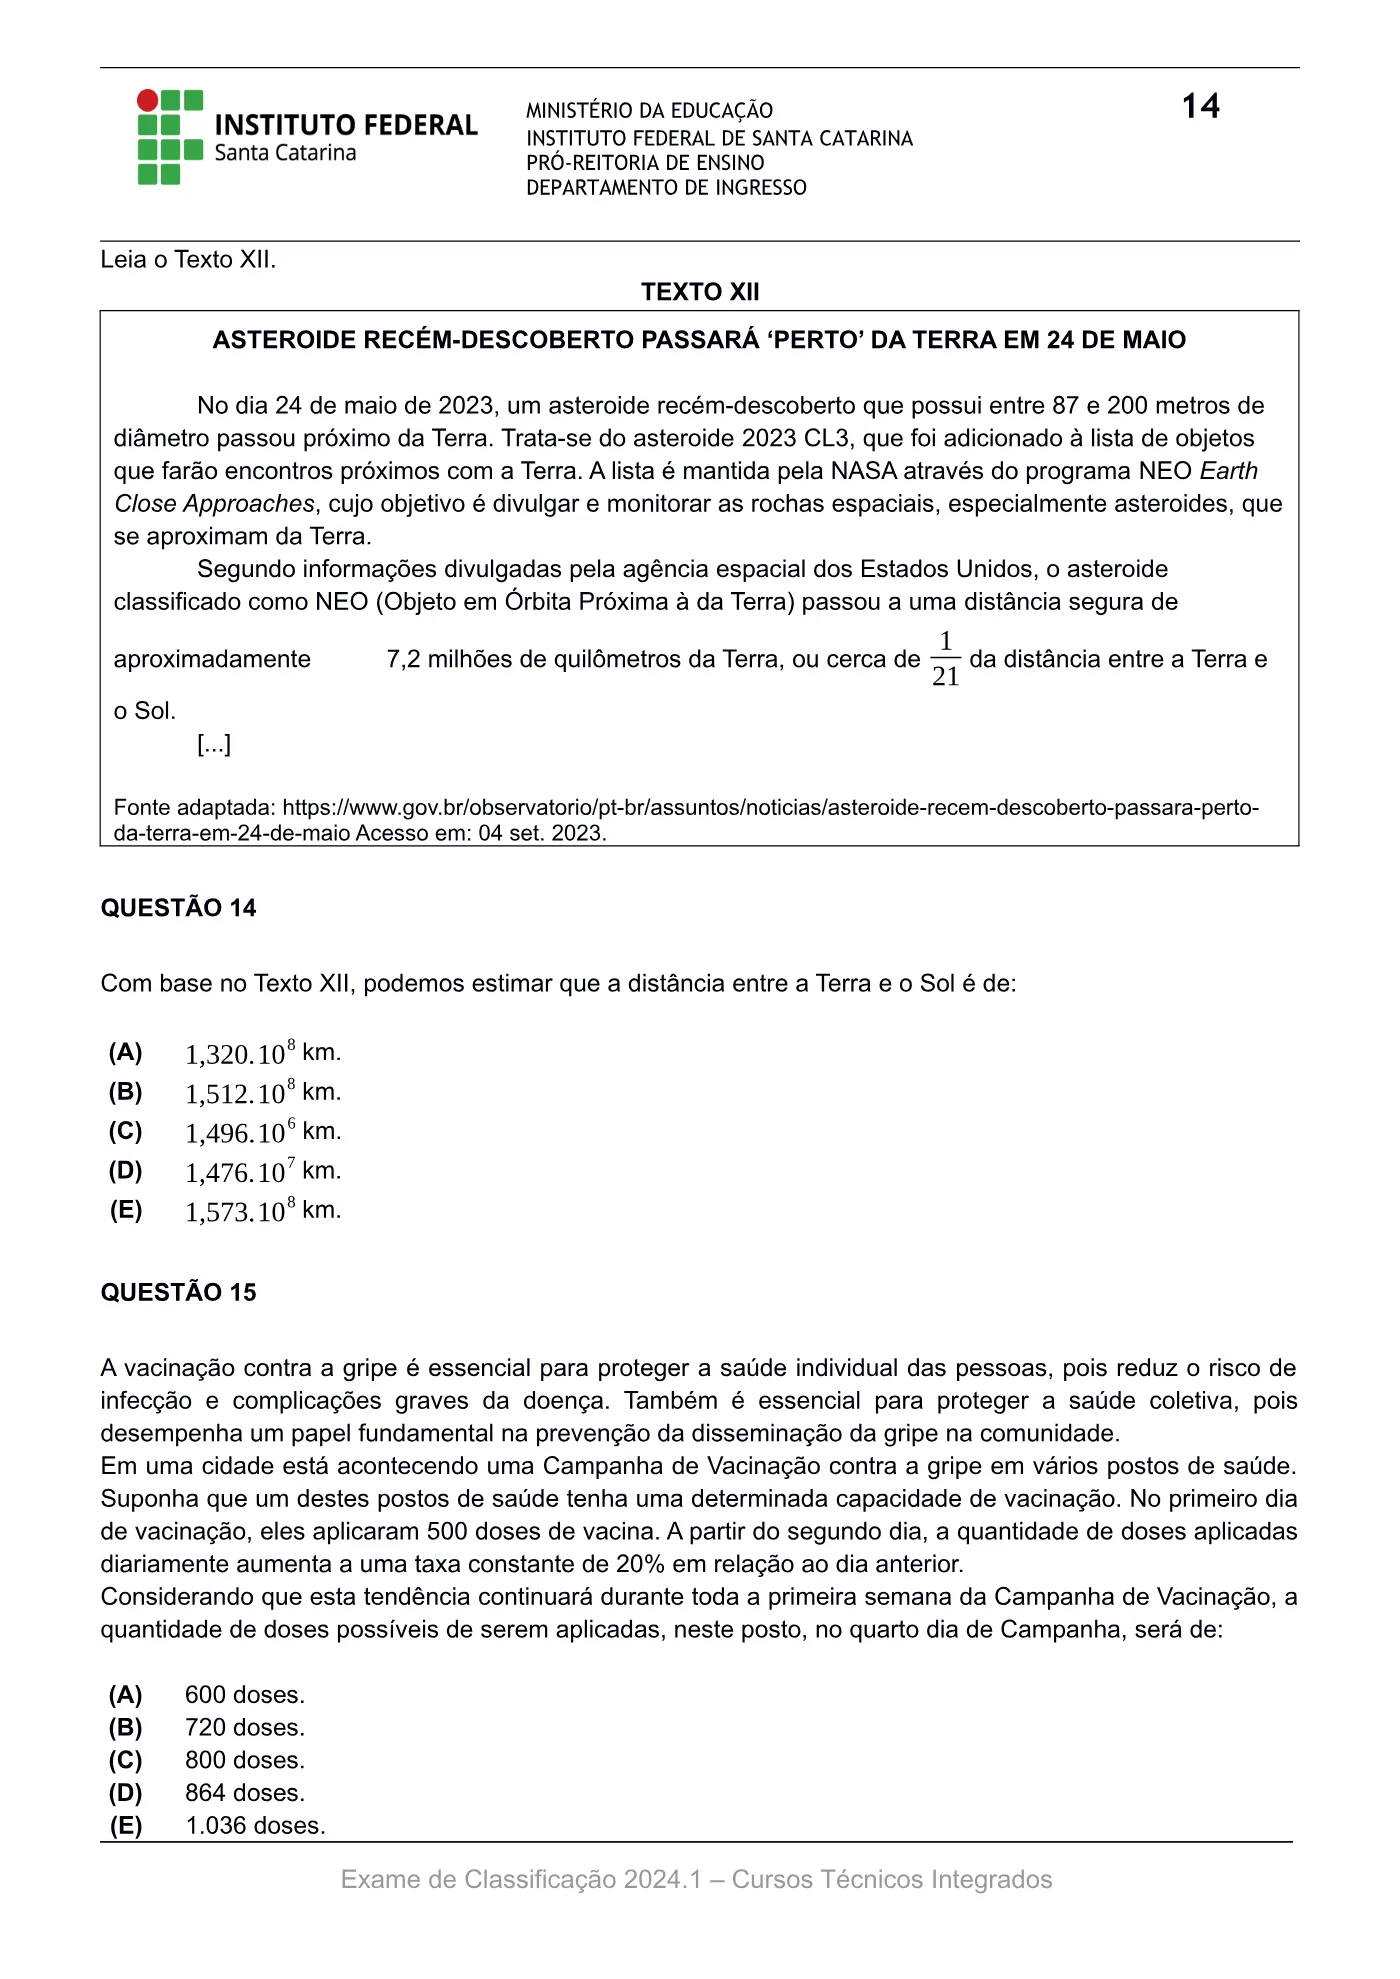 INSTITUTO FEDERAL
Santa Catarina
MINISTÉRIO DA EDUCAÇÃO
INSTITUTO FEDERAL DE SANTA CATARINA
PRÓ-REITORIA DE ENSINO
DEPARTAMENTO DE INGRESSO
14
Leia o Texto XII.
TEXTO XII
ASTEROIDE RECÉM-DESCOBERTO PASSARÁ ‘PERTO’ DA TERRA EM 24 DE MAIO
No dia 24 de maio de 2023, um asteroide recém-descoberto que possui entre 87 e 200 metros de
diâmetro passou próximo da Terra. Trata-se do asteroide 2023 CL3, que foi adicionado à lista de objetos
que farão encontros próximos com a Terra. A lista é mantida pela NASA através do programa NEO Earth
Close Approaches, cujo objetivo é divulgar e monitorar as rochas espaciais, especialmente asteroides, que
se aproximam da Terra.
Segundo informações divulgadas pela agência espacial dos Estados Unidos, o asteroide
classificado como NEO (Objeto em Órbita Próxima à da Terra) passou a uma distância segura de
aproximadamente 7,2 milhões de quilômetros da Terra, ou cerca de 1/21 da distância entre a Terra e
o Sol.
[...]
Fonte adaptada: https://www.gov.br/observatorio/pt-br/assuntos/noticias/asteroide-recem-descoberto-passara-perto-
da-terra-em-24-de-maio Acesso em: 04 set. 2023.
QUESTÃO 14
Com base no Texto XII, podemos estimar que a distância entre a Terra e o Sol é de:
(A) 1,320.10⁸ km.
(B) 1,512.10⁸ km.
(C) 1,496.10⁶ km.
(D) 1,476.10⁷ km.
(E) 1,573.10⁸ km.
QUESTÃO 15
A vacinação contra a gripe é essencial para proteger a saúde individual das pessoas, pois reduz o risco de
infecção e complicações graves da doença. Também é essencial para proteger a saúde coletiva, pois
desempenha um papel fundamental na prevenção da disseminação da gripe na comunidade.
Em uma cidade está acontecendo uma Campanha de Vacinação contra a gripe em vários postos de saúde.
Suponha que um destes postos de saúde tenha uma determinada capacidade de vacinação. No primeiro dia
de vacinação, eles aplicaram 500 doses de vacina. A partir do segundo dia, a quantidade de doses aplicadas
diariamente aumenta a uma taxa constante de 20% em relação ao dia anterior.
Considerando que esta tendência continuará durante toda a primeira semana da Campanha de Vacinação, a
quantidade de doses possíveis de serem aplicadas, neste posto, no quarto dia de Campanha, será de:
(A) 600 doses.
(B) 720 doses.
(C) 800 doses.
(D) 864 doses.
(E) 1.036 doses.
Exame de Classificação 2024.1 – Cursos Técnicos Integrados